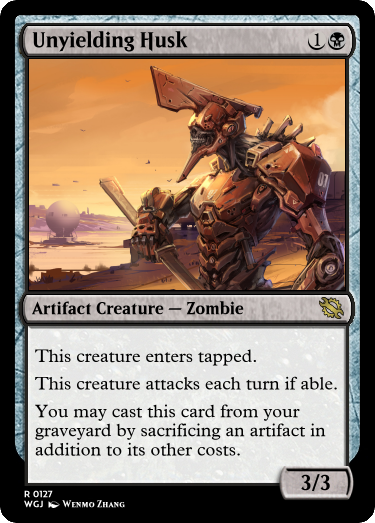 Unyielding Husk 1
07
Artifact Creature — Zombie
This creature enters tapped.
This creature attacks each turn if able.
You may cast this card from your
graveyard by sacrificing an artifact in
addition to its other costs.
3/3
R 0127
WGJ Wenmo Zhang